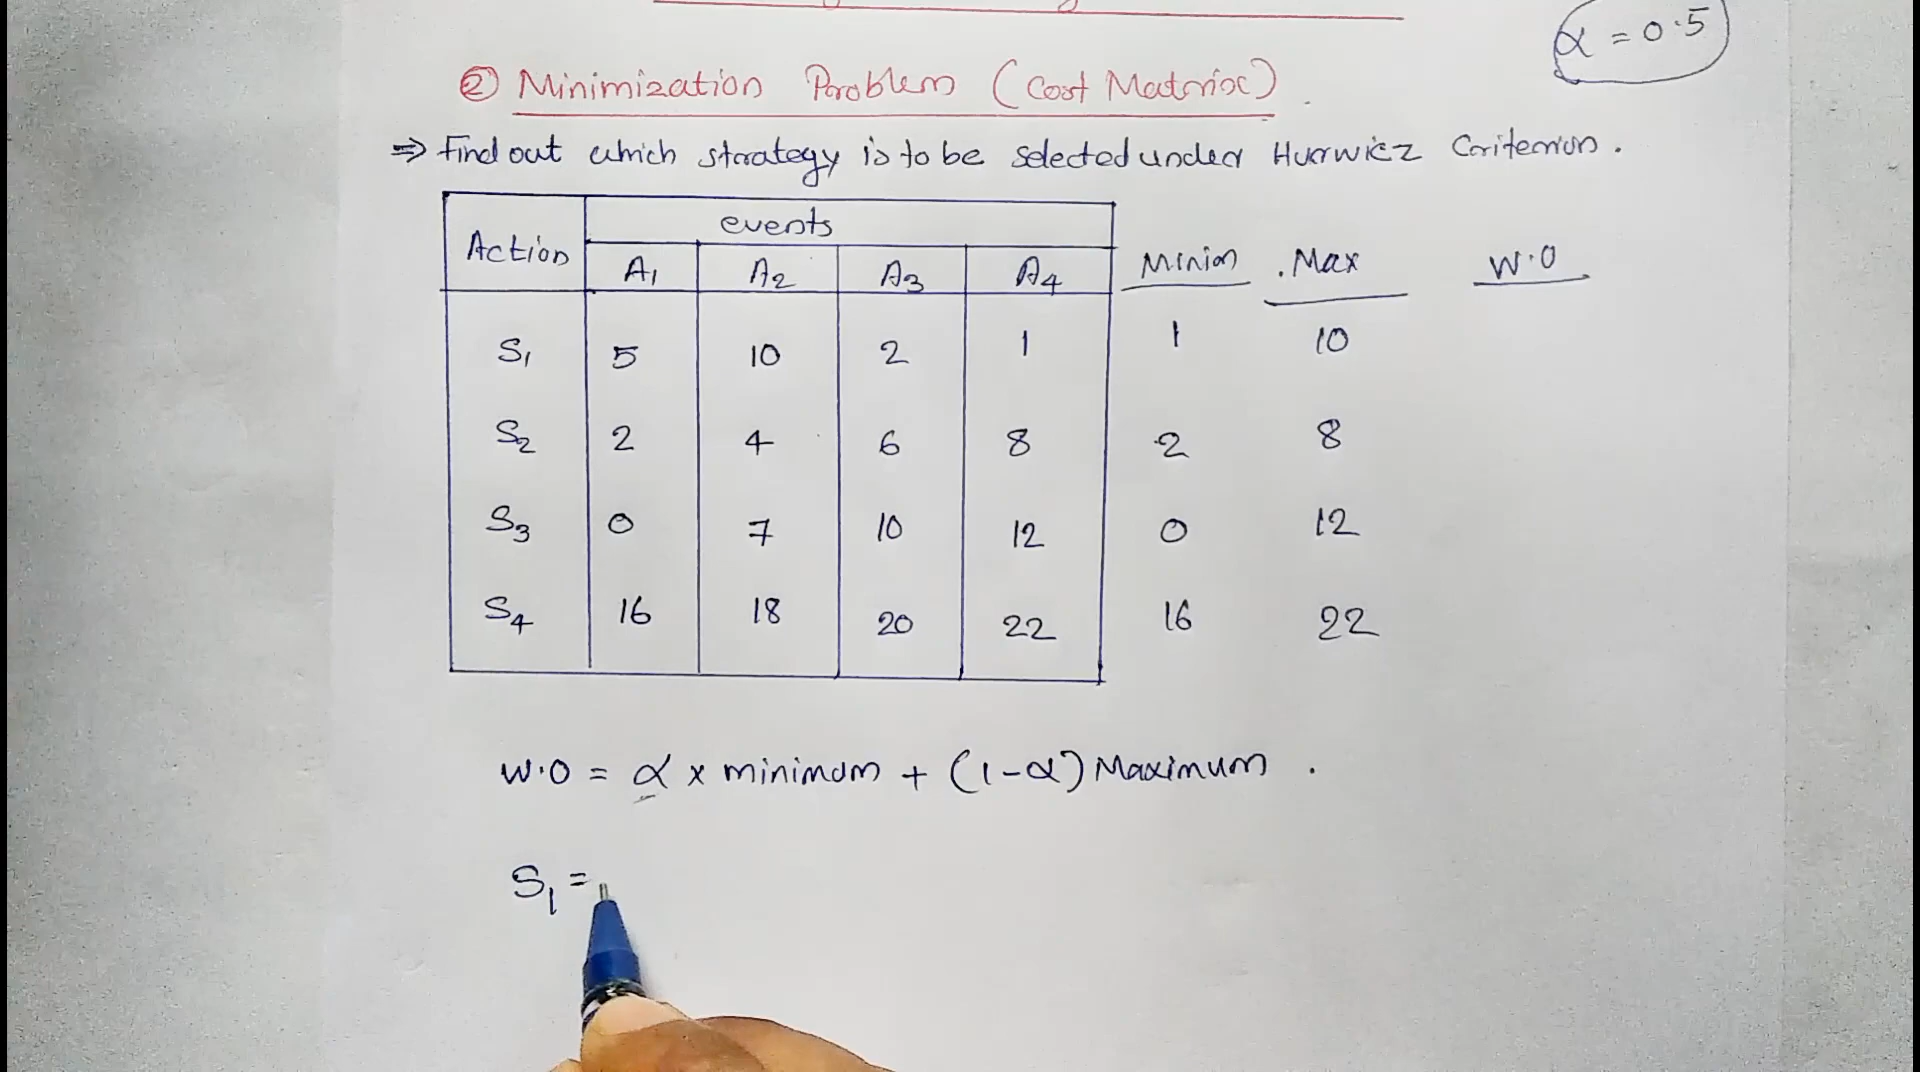 α = 0.5
② Minimization Problem (Cost Matrix).
⇒ Find out which strategy is to be selected under Hurwicz Criterion.
Action events Minim .Max W.O
A1 A2 A3 A4
S1 5 10 2 1 1 10
S2 2 4 6 8 2 8
S3 0 7 10 12 0 12
S4 16 18 20 22 16 22
W.O = α x minimum + (1-α) Maximum .
S1 =